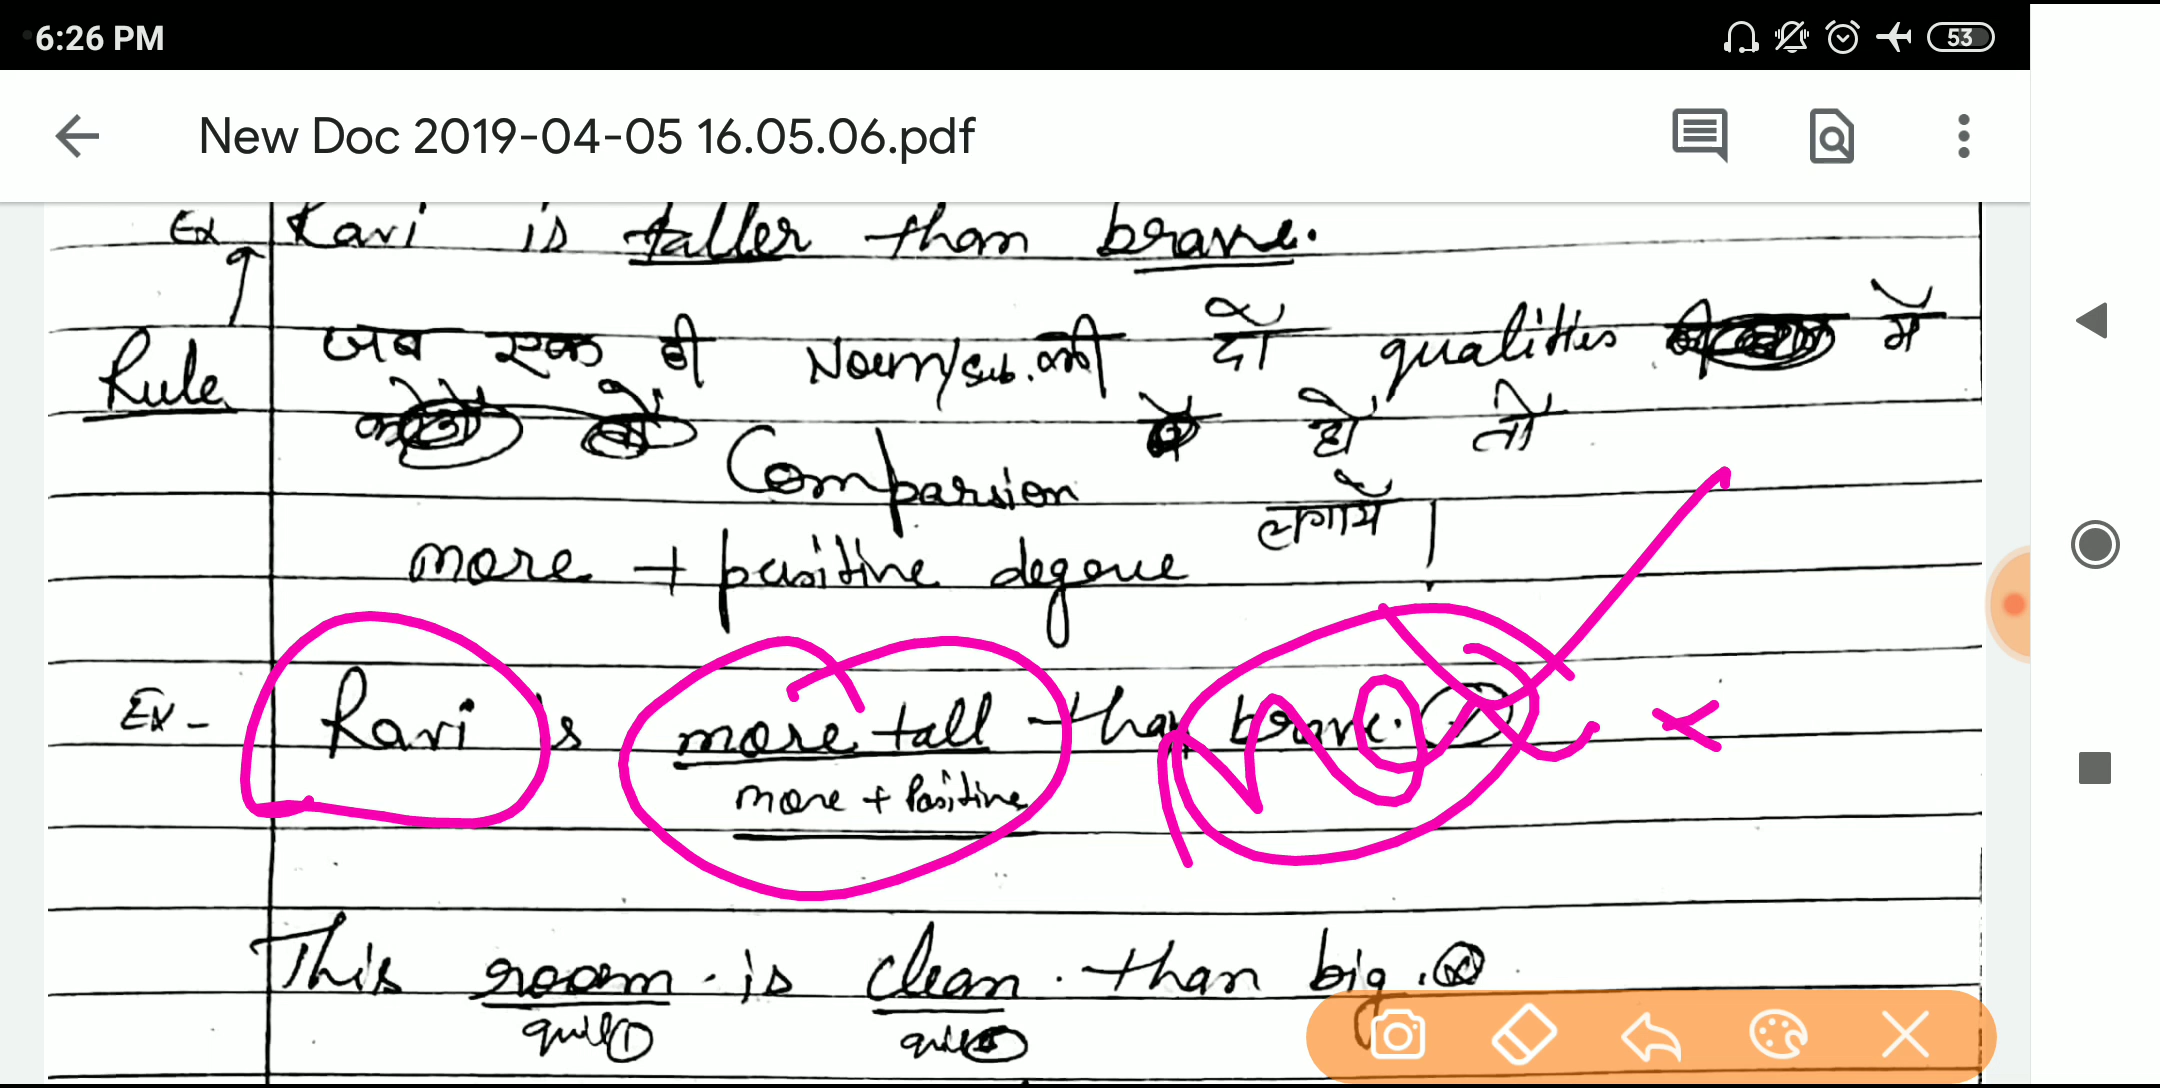 6:26 PM 53
New Doc 2019-04-05 16.05.06.pdf
Ex Ravi is taller than brave.
Rule जब एक ही Noun/sub. की दो qualities में
Comparsion हो तो
more + positive degree लगाये।
Ex - Ravi is more tall than brave.
more + Positive
This room is clean than big.